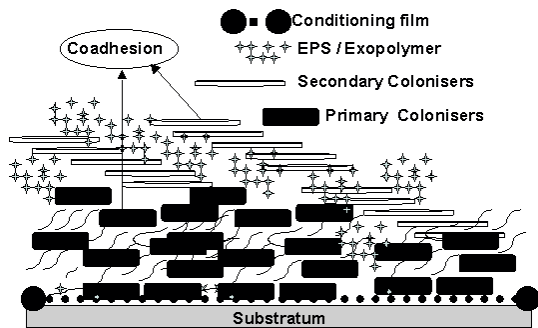 Conditioning film
Coadhesion
EPS / Exopolymer
Secondary Colonisers
Primary Colonisers
Substratum